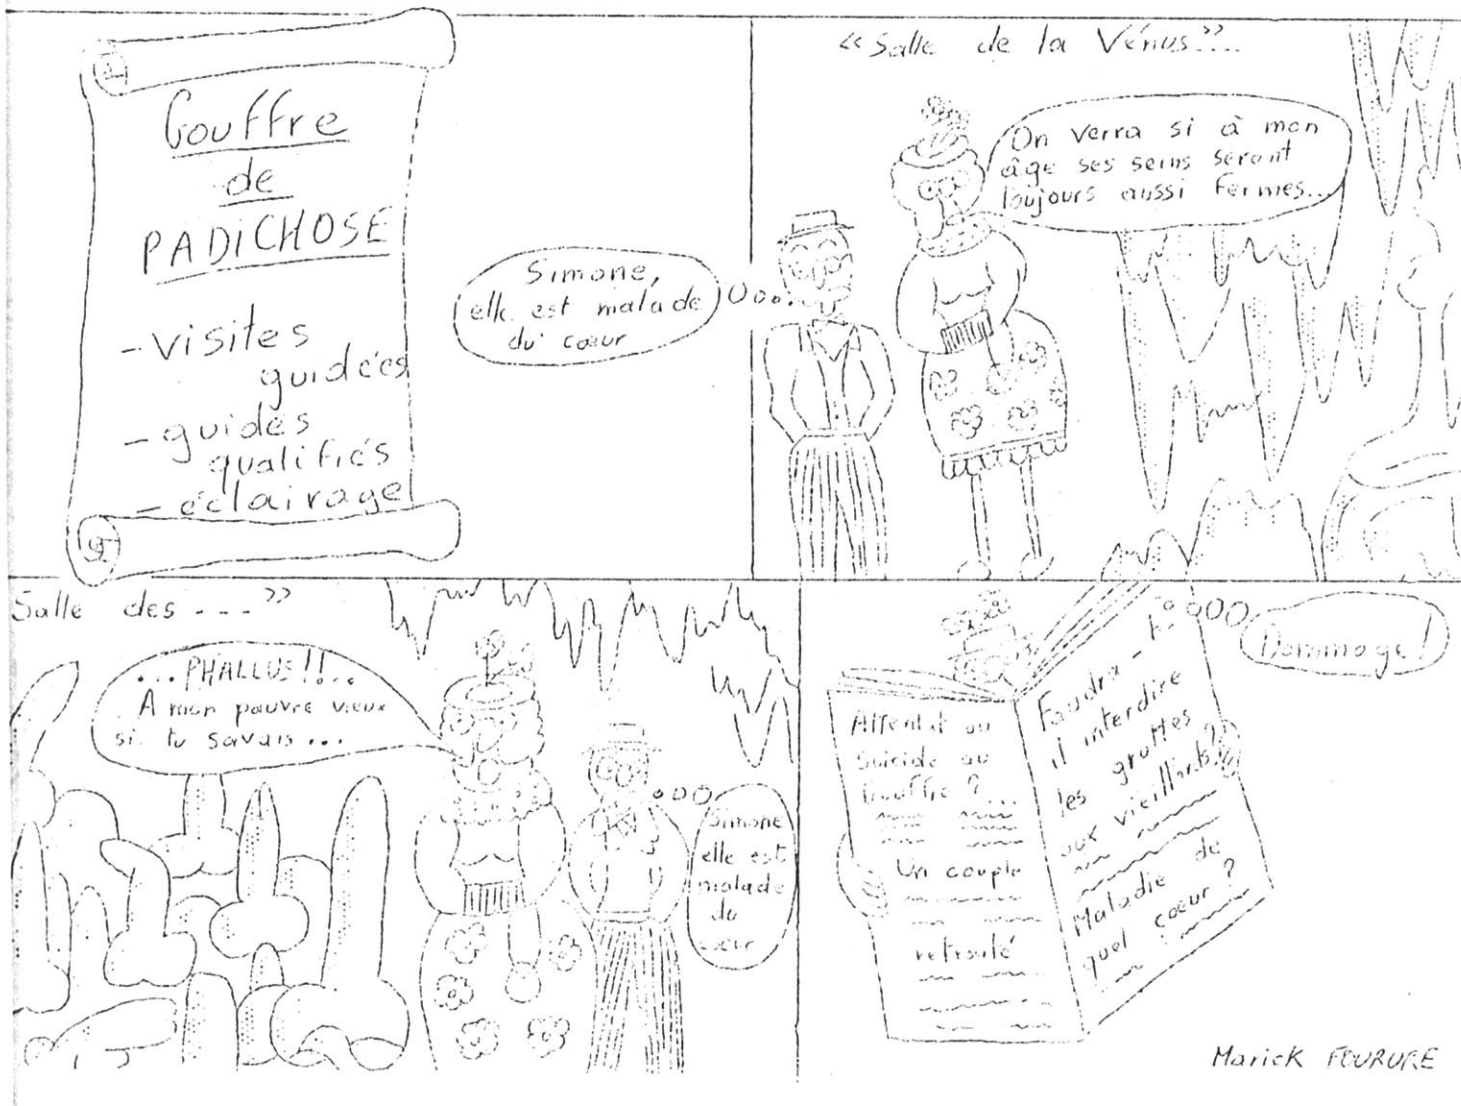 Gouffre
de
PADICHOSE
- visites
guidées
- guides
qualifiés
- éclairage
Simone,
elle est malade
du cœur
"Salle de la Vénus"...
On verra si à mon
âge ses seins seront
toujours aussi fermes...
Salle des ... "
...PHALLUS!!..
A mon pauvre vieux
si tu savais...
Simone
elle est
malade
du
cœur
Attentat ou
Suicide au
Gouffre ?
Un couple
retrouvé
Faudra-t-
il interdire
les grottes
aux vieillards?
Maladie de
quel cœur ?
Dommage!
Marick